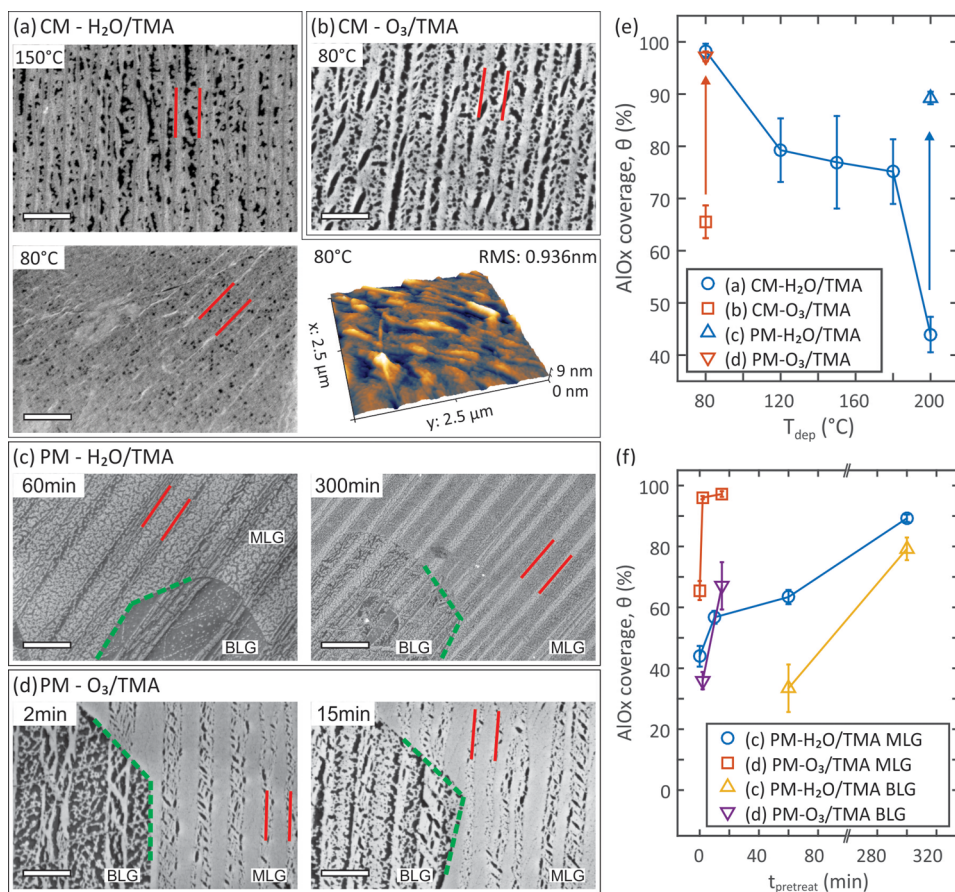 (a) CM - H₂O/TMA
150°C
80°C
(b) CM - O₃/TMA
80°C
80°C
RMS: 0.936nm
x: 2.5 µm
y: 2.5 µm
9 nm
0 nm
(c) PM - H₂O/TMA
60min
MLG
BLG
300min
BLG
MLG
(d) PM - O₃/TMA
2min
BLG
MLG
15min
BLG
MLG
(e)
AlOx coverage, θ (%)
100
90
80
70
60
50
40
(a) CM-H2O/TMA
(b) CM-O₃/TMA
(c) PM-H2O/TMA
(d) PM-O₃/TMA
80
120
160
200
T_dep (°C)
(f)
AlOx coverage, θ (%)
100
80
60
40
20
0
(c) PM-H₂O/TMA MLG
(d) PM-O₃/TMA MLG
(c) PM-H₂O/TMA BLG
(d) PM-O₃/TMA BLG
0
20
40
60
80
280
320
t_pretreat (min)